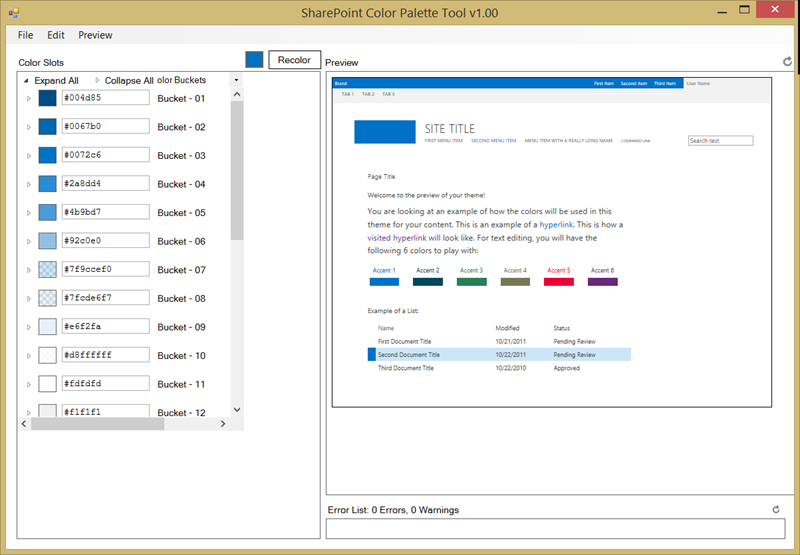 SharePoint Color Palette Tool v1.00
File Edit Preview
Color Slots
Recolor
Preview
Expand All Collapse All olor Buckets
#004d85 Bucket - 01
#0067b0 Bucket - 02
#0072c6 Bucket - 03
#2a8dd4 Bucket - 04
#4b9bd7 Bucket - 05
#92c0e0 Bucket - 06
#7f9ccef0 Bucket - 07
#7fcde6f7 Bucket - 08
#e6f2fa Bucket - 09
#d8ffffff Bucket - 10
#fdfdfd Bucket - 11
#f1f1f1 Bucket - 12
Brand First Item Second Item Third Item User Name
TAB 1 TAB 2 TAB 3
SITE TITLE
FIRST MENU ITEM SECOND MENU ITEM MENU ITEM WITH A REALLY LONG NAME COMMAND LINK
Search text
Page Title
Welcome to the preview of your theme!
You are looking at an example of how the colors will be used in this
theme for your content. This is an example of a hyperlink. This is how a
visited hyperlink will look like. For text editing, you will have the
following 6 colors to play with:
Accent 1 Accent 2 Accent 3 Accent 4 Accent 5 Accent 6
Example of a List:
Name Modified Status
First Document Title 10/21/2011 Pending Review
Second Document Title 10/22/2011 Pending Review
Third Document Title 10/22/2010 Approved
Error List: 0 Errors, 0 Warnings